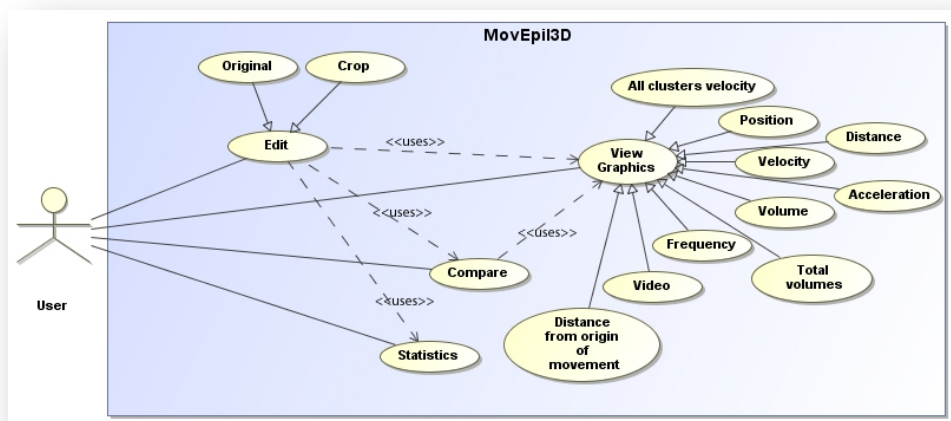 MovEpil3D
Original
Crop
All clusters velocity
Position
Edit
<<uses>>
View
Graphics
Distance
Velocity
Acceleration
<<uses>>
Volume
<<uses>>
Frequency
Compare
Total
volumes
Video
User
<<uses>>
Distance
from origin
of
movement
Statistics